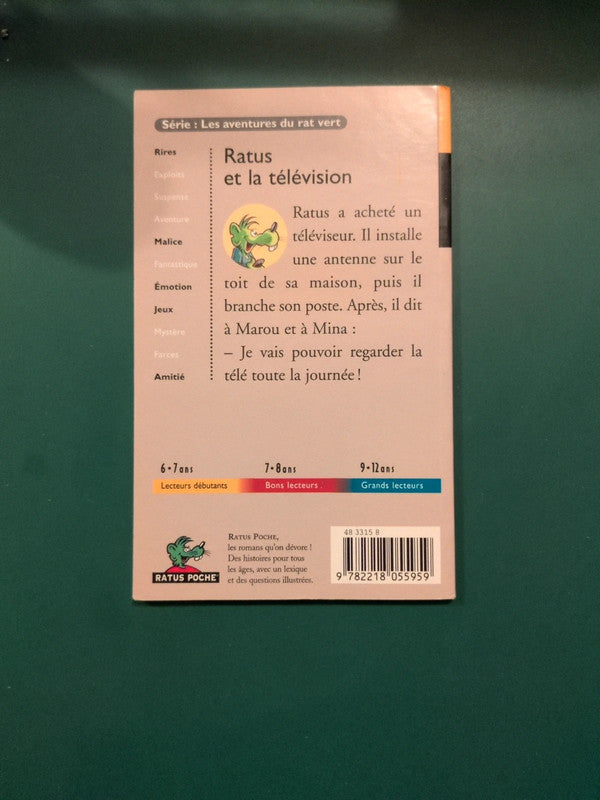 Série : Les aventures du rat vert
Rires
Exploits
Suspense
Aventure
Malice
Fantastique
Émotion
Jeux
Mystère
Farces
Amitié
Ratus
et la télévision
Ratus a acheté un
téléviseur. Il installe
une antenne sur le
toit de sa maison, puis il
branche son poste. Après, il dit
à Marou et à Mina :
– Je vais pouvoir regarder la
télé toute la journée !
6•7 ans
Lecteurs débutants
7•8 ans
Bons lecteurs .
9•12 ans
Grands lecteurs
RATUS POCHE
RATUS POCHE,
les romans qu'on dévore !
Des histoires pour tous
les âges, avec un lexique
et des questions illustrées.
48 3315 8
9 782218 055959